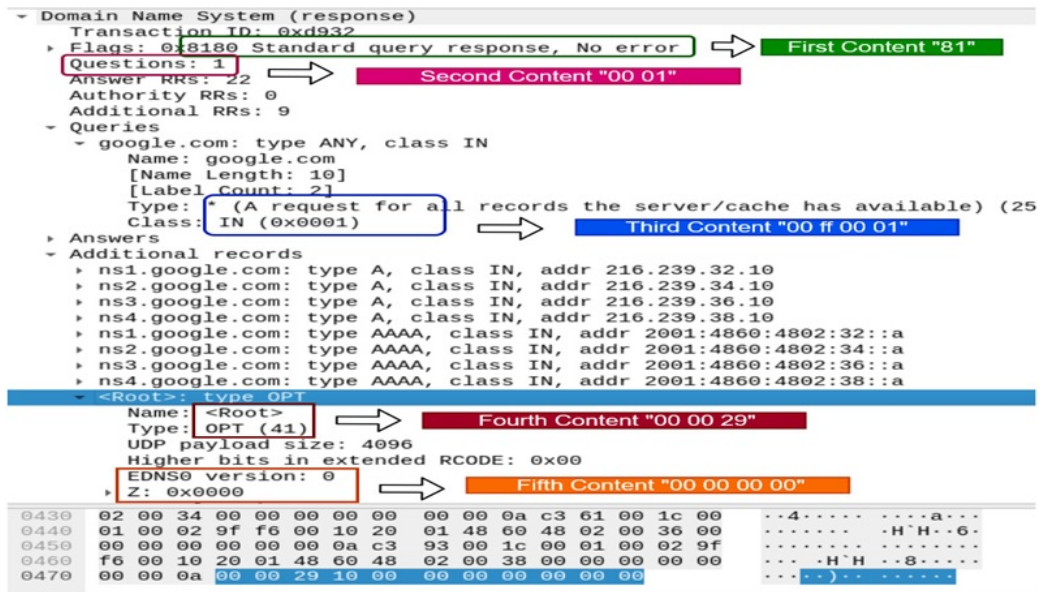 Domain Name System (response)
Transaction ID: 0xd932
Flags: 0x8180 Standard query response, No error
First Content "81"
Questions: 1
Second Content "00 01"
Answer RRs: 22
Authority RRs: 0
Additional RRs: 9
Queries
google.com: type ANY, class IN
Name: google.com
[Name Length: 10]
[Label Count: 2]
Type: * (A request for all records the server/cache has available) (25
Class: IN (0x0001)
Third Content "00 ff 00 01"
Answers
Additional records
ns1.google.com: type A, class IN, addr 216.239.32.10
ns2.google.com: type A, class IN, addr 216.239.34.10
ns3.google.com: type A, class IN, addr 216.239.36.10
ns4.google.com: type A, class IN, addr 216.239.38.10
ns1.google.com: type AAAA, class IN, addr 2001:4860:4802:32::a
ns2.google.com: type AAAA, class IN, addr 2001:4860:4802:34::a
ns3.google.com: type AAAA, class IN, addr 2001:4860:4802:36::a
ns4.google.com: type AAAA, class IN, addr 2001:4860:4802:38::a
<Root>: type OPT
Name: <Root>
Type: OPT (41)
Fourth Content "00 00 29"
UDP payload size: 4096
Higher bits in extended RCODE: 0x00
EDNS0 version: 0
Z: 0x0000
Fifth Content "00 00 00 00"
0430 02 00 34 00 00 00 00 00 00 00 0a c3 61 00 1c 00 ··4····· ····a···
0440 01 00 02 9f f6 00 10 20 01 48 60 48 02 00 36 00 ······· ·H`H··6·
0450 00 00 00 00 00 00 0a c3 93 00 1c 00 01 00 02 9f ········ ········
0460 f6 00 10 20 01 48 60 48 02 00 38 00 00 00 00 00 ··· ·H`H ··8·····
0470 00 00 0a 00 00 29 10 00 00 00 00 00 00 00 ·····)·· ······